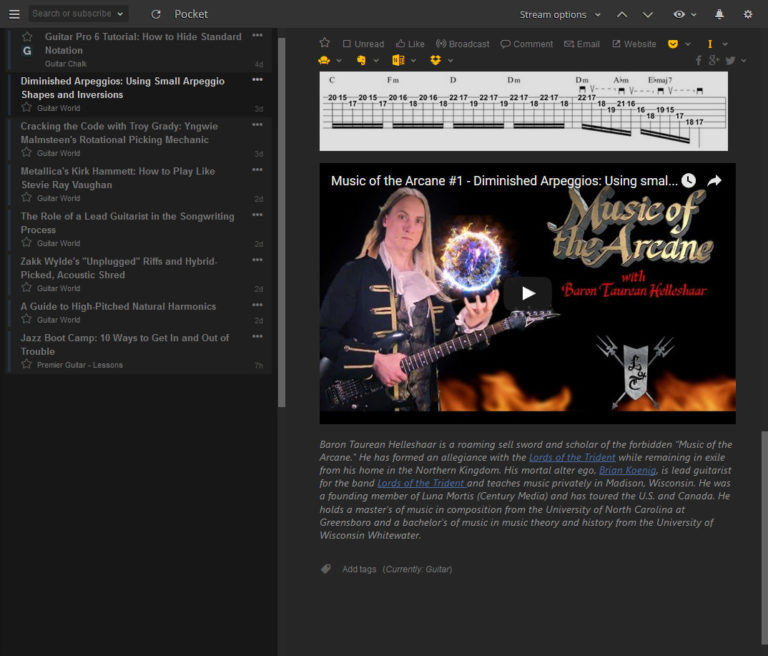 Search or subscribe
Pocket
Stream options
Guitar Pro 6 Tutorial: How to Hide Standard
Notation
Guitar Chalk
4d
Diminished Arpeggios: Using Small Arpeggio
Shapes and Inversions
Guitar World
3d
Cracking the Code with Troy Grady: Yngwie
Malmsteen's Rotational Picking Mechanic
Guitar World
3d
Metallica's Kirk Hammett: How to Play Like
Stevie Ray Vaughan
Guitar World
2d
The Role of a Lead Guitarist in the Songwriting
Process
Guitar World
2d
Zakk Wylde's "Unplugged" Riffs and Hybrid-
Picked, Acoustic Shred
Guitar World
2d
A Guide to High-Pitched Natural Harmonics
Guitar World
2d
Jazz Boot Camp: 10 Ways to Get In and Out of
Trouble
Premier Guitar - Lessons
7h
Unread Like Broadcast Comment Email Website
C Fm D Dm Dm A♭m E♭maj7
20 15 22 17 20 16 22 17 20 15 22 17 20 15 22 17 22 17
17 19 17 19 17 19 17 19 19 21 16 19 19 15
18 18 18 18 18 16 18 17
18 17
Music of the Arcane #1 - Diminished Arpeggios: Using smal...
Music of
the Arcane
with
Baron Taurean Helleshaar
Baron Taurean Helleshaar is a roaming sell sword and scholar of the forbidden "Music of the
Arcane." He has formed an allegiance with the Lords of the Trident while remaining in exile
from his home in the Northern Kingdom. His mortal alter ego, Brian Koenig, is lead guitarist
for the band Lords of the Trident and teaches music privately in Madison, Wisconsin. He was
a founding member of Luna Mortis (Century Media) and has toured the U.S. and Canada. He
holds a master's of music in composition from the University of North Carolina at
Greensboro and a bachelor's of music in music theory and history from the University of
Wisconsin Whitewater.
Add tags (Currently: Guitar)